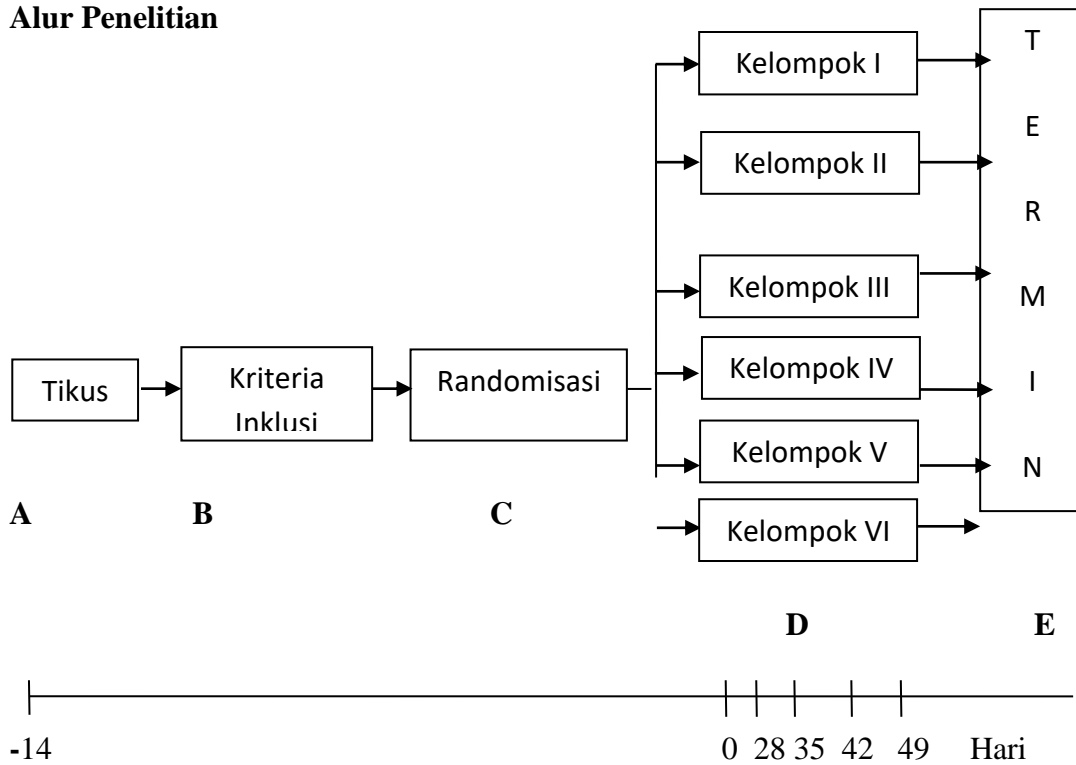 Alur Penelitian
Kelompok I
Kelompok II
Kelompok III
Kelompok IV
Kelompok V
Kelompok VI
T
E
R
M
I
N
Tikus
Kriteria
Inklusi
Randomisasi
A B C
D E
-14 0 28 35 42 49 Hari